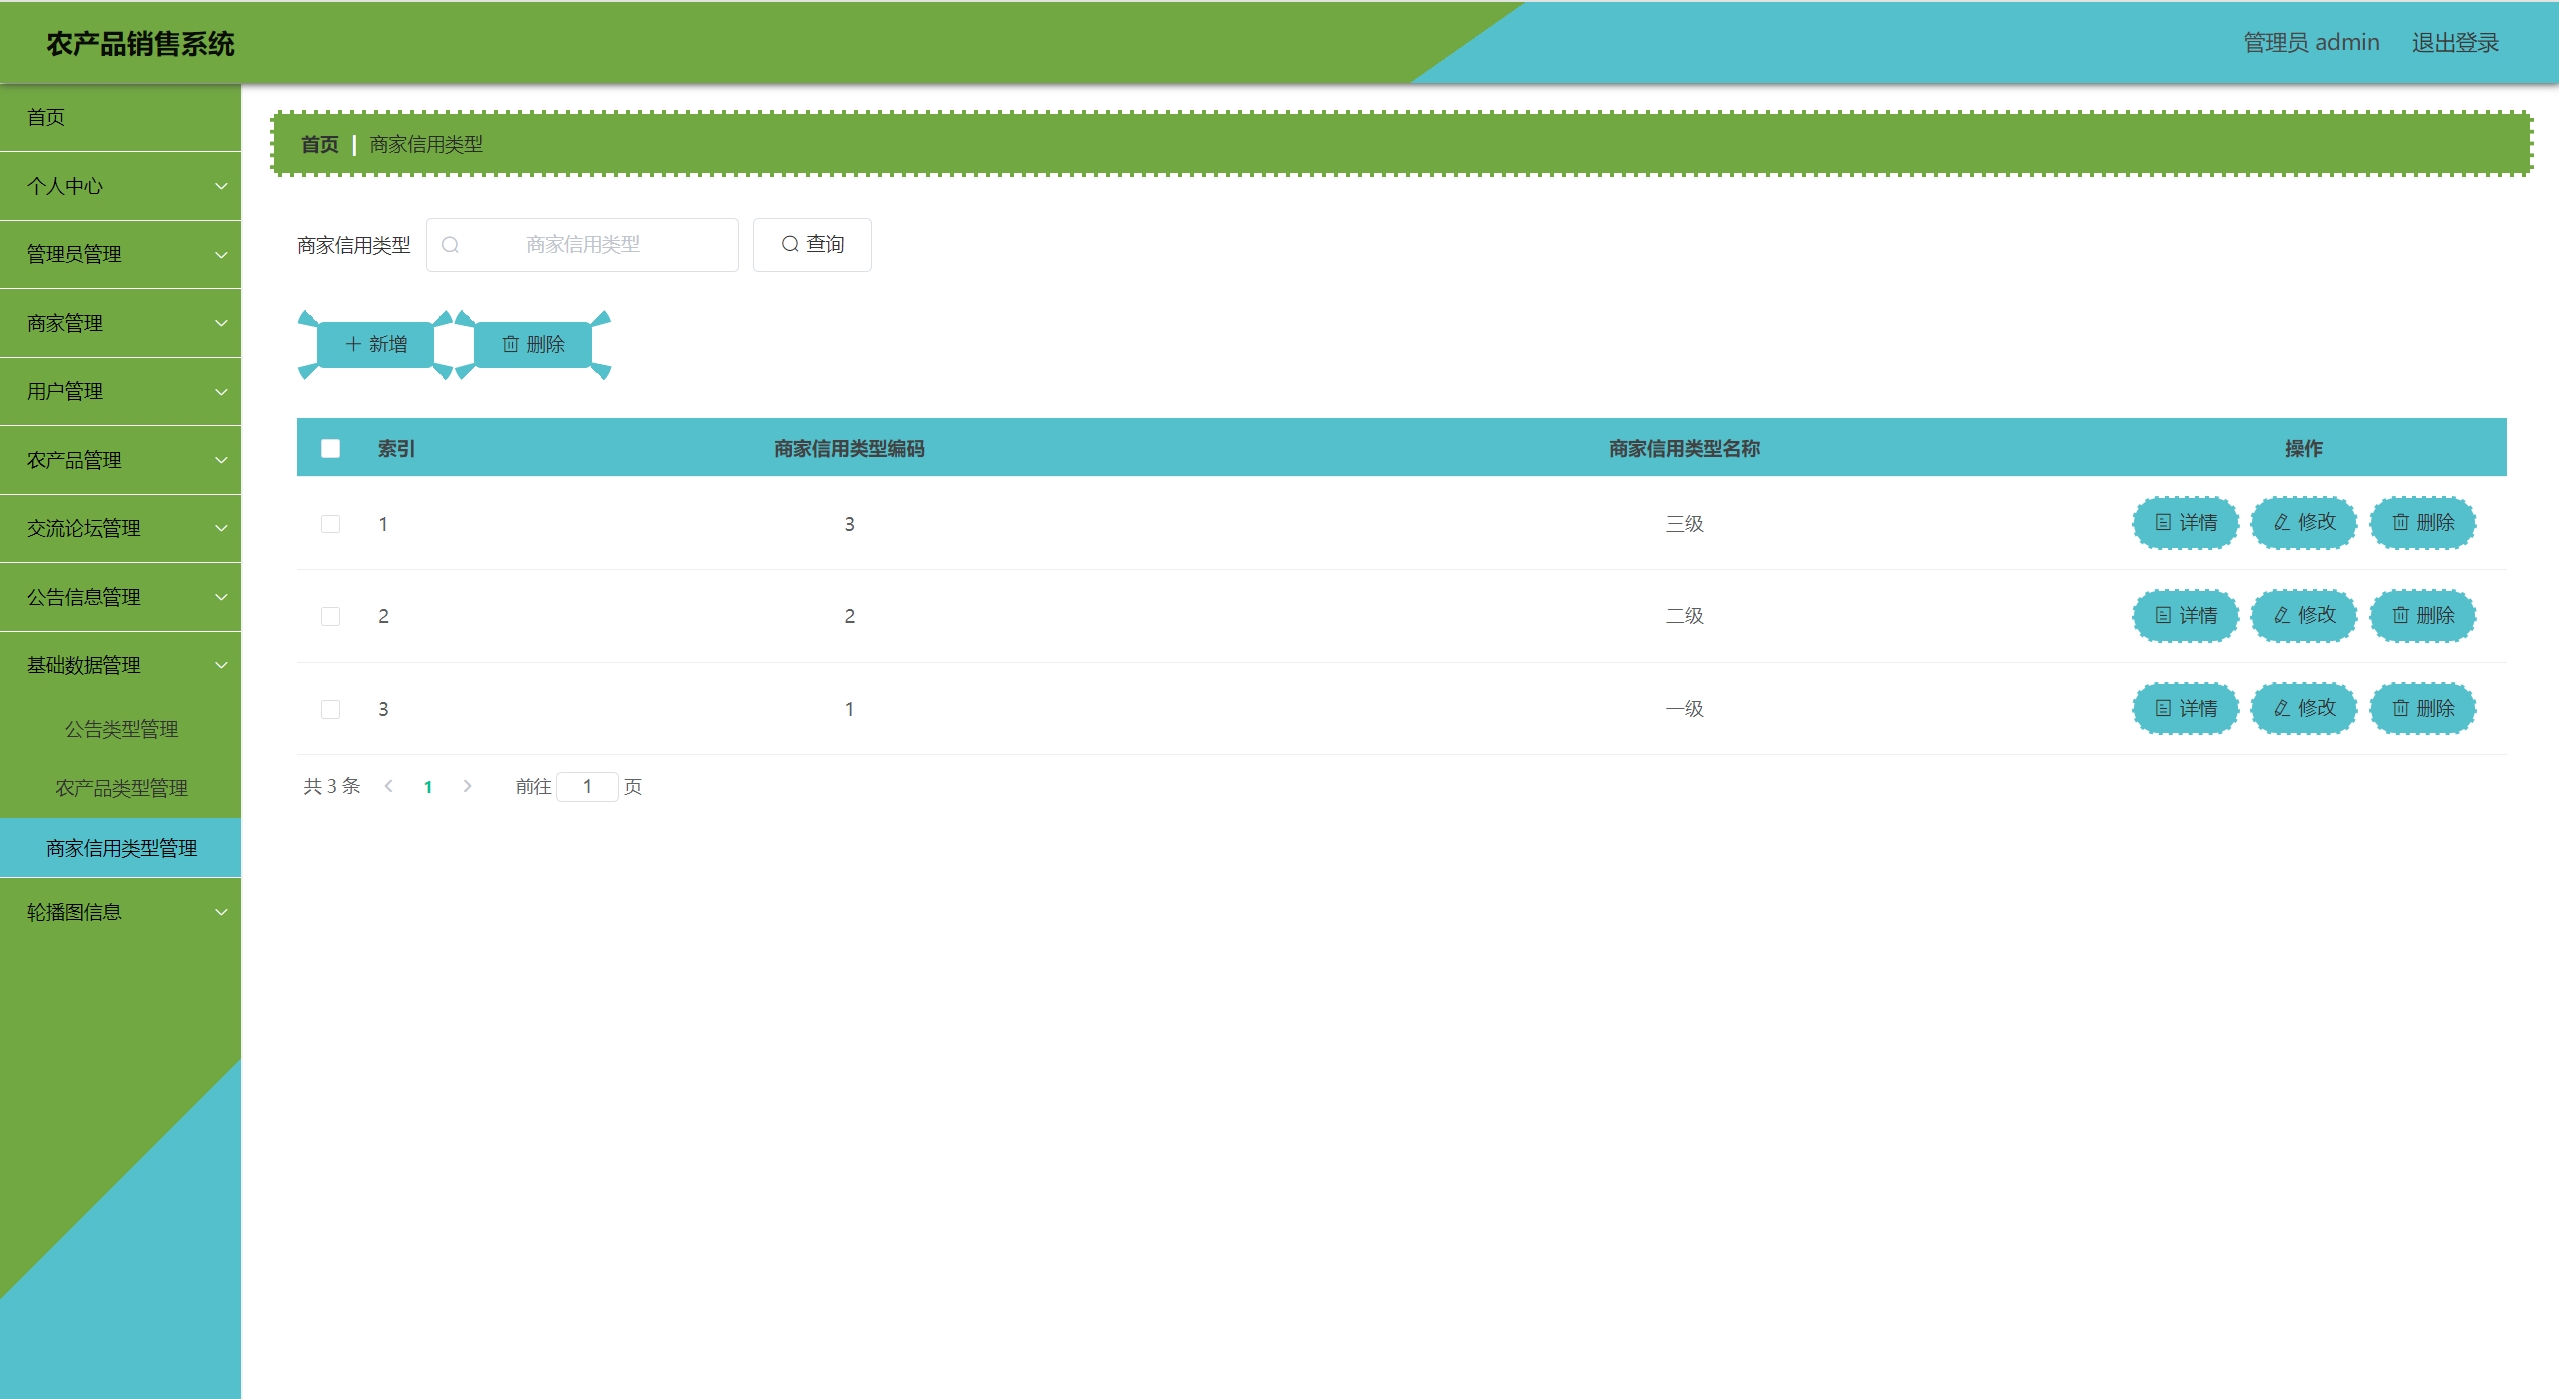 农产品销售系统
管理员 admin 退出登录
首页
个人中心
管理员管理
商家管理
用户管理
农产品管理
交流论坛管理
公告信息管理
基础数据管理
公告类型管理
农产品类型管理
商家信用类型管理
轮播图信息
首页 | 商家信用类型
商家信用类型 商家信用类型 查询
新增 删除
索引 商家信用类型编码 商家信用类型名称 操作
1 3 三级 详情 修改 删除
2 2 二级 详情 修改 删除
3 1 一级 详情 修改 删除
共 3 条 1 前往 1 页